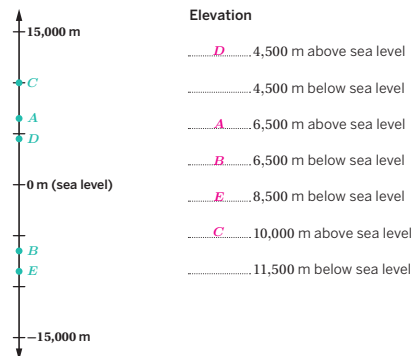 Elevation
15,000 m
D 4,500 m above sea level
C
4,500 m below sea level
A 6,500 m above sea level
A
D
B 6,500 m below sea level
0 m (sea level)
E 8,500 m below sea level
C 10,000 m above sea level
B
E
11,500 m below sea level
–15,000 m